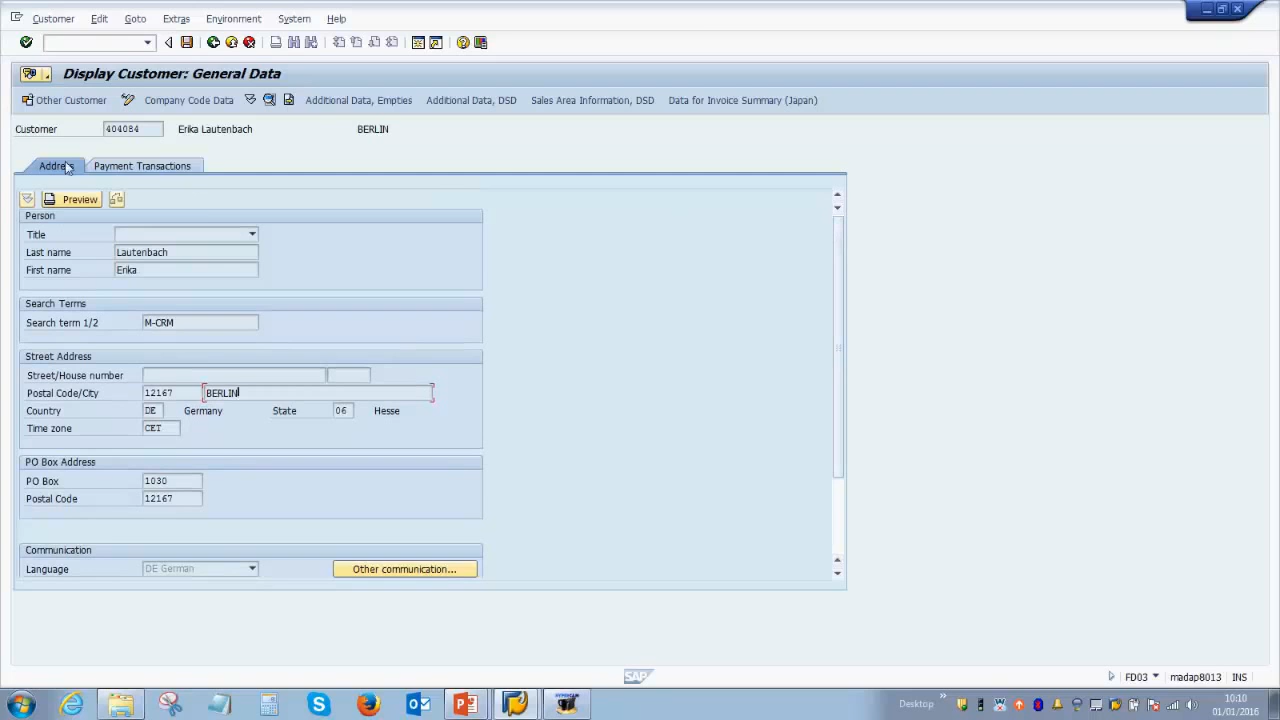 Customer Edit Goto Extras Environment System Help
Display Customer: General Data
Other Customer Company Code Data Additional Data, Empties Additional Data, DSD Sales Area Information, DSD Data for Invoice Summary (Japan)
Customer 404084 Erika Lautenbach BERLIN
Address Payment Transactions
Preview
Person
Title
Last name Lautenbach
First name Erika
Search Terms
Search term 1/2 M-CRM
Street Address
Street/House number
Postal Code/City 12167 BERLIN
Country DE Germany State 06 Hesse
Time zone CET
PO Box Address
PO Box 1030
Postal Code 12167
Communication
Language DE German Other communication...
SAP
FD03 madap8013 INS
Desktop » 10:10
01/01/2016